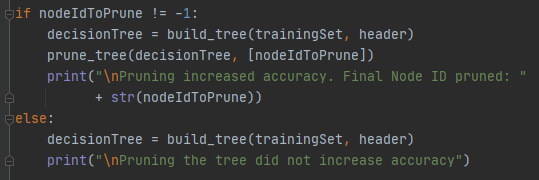 if nodeIdToPrune != -1:
    decisionTree = build_tree(trainingSet, header)
    prune_tree(decisionTree, [nodeIdToPrune])
    print("\nPruning increased accuracy. Final Node ID pruned: "
          + str(nodeIdToPrune))
else:
    decisionTree = build_tree(trainingSet, header)
    print("\nPruning the tree did not increase accuracy")